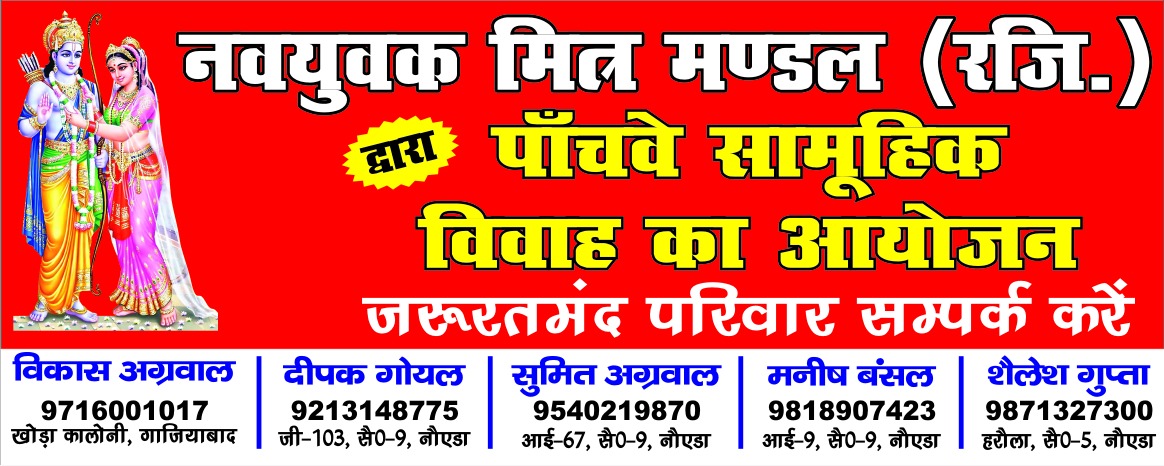 नवयुवक मित्र मण्डल (रजि.)
द्वारा पाँचवे सामूहिक
विवाह का आयोजन
जरूरतमंद परिवार सम्पर्क करें
विकास अग्रवाल
9716001017
खोड़ा कालोनी, गाजियाबाद
दीपक गोयल
9213148775
जी-103, सै0-9, नौएडा
सुमित अग्रवाल
9540219870
आई-67, सै0-9, नौएडा
मनीष बंसल
9818907423
आई-9, सै0-9, नौएडा
शैलेश गुप्ता
9871327300
हरौला, सै0-5, नौएडा